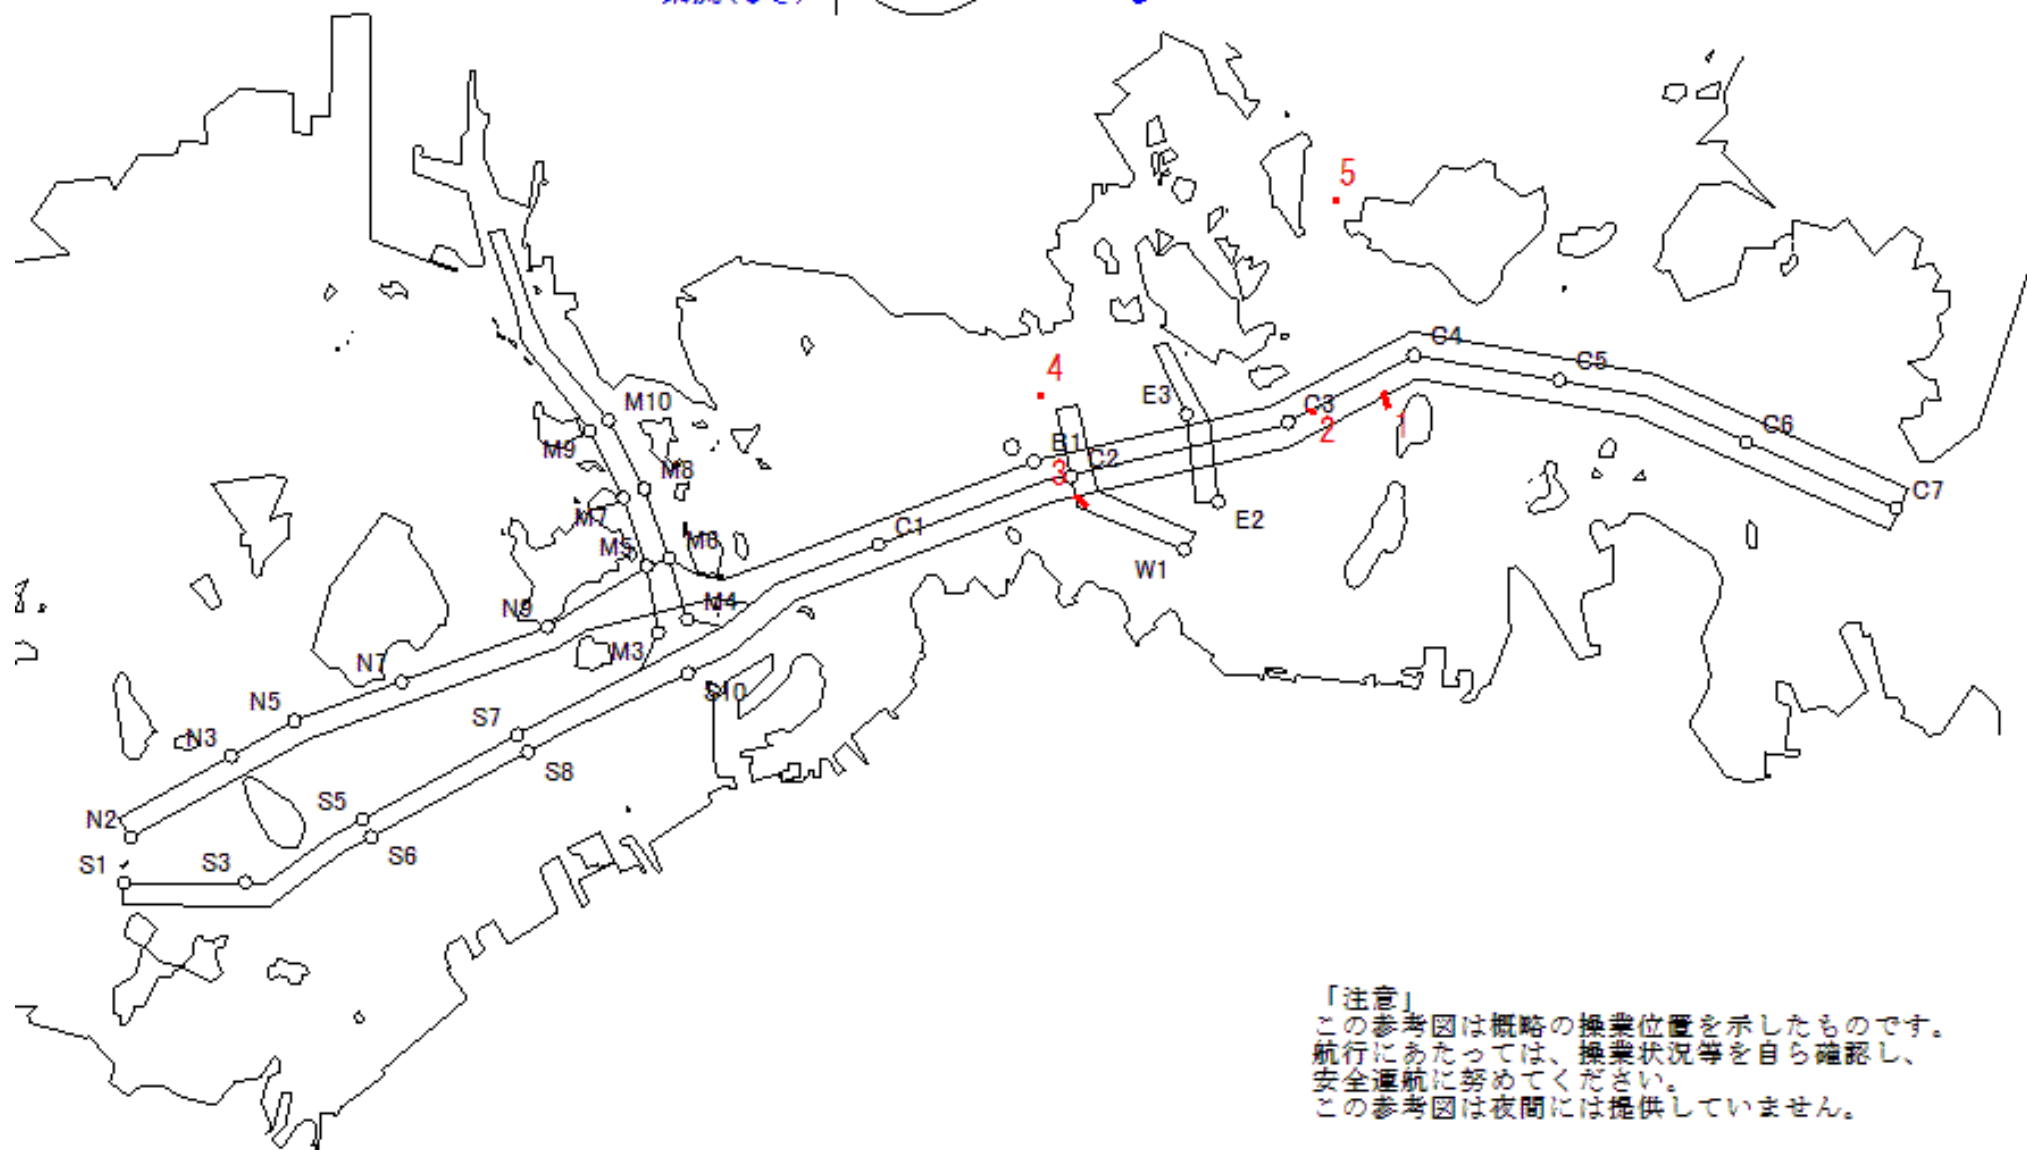 5
C4
4
C5
M10
E3
C3
1
2
C6
M9
B1
C2
M8
3
C7
M7
E2
C1
M6
M5
W1
N9
M4
M3
N7
S10
N5
S7
N3
S8
S5
N2
S6
S1
S3
「注意」
この参考図は概略の操業位置を示したものです。
航行にあたっては、操業状況等を自ら確認し、
安全運航に努めてください。
この参考図は夜間には提供していません。